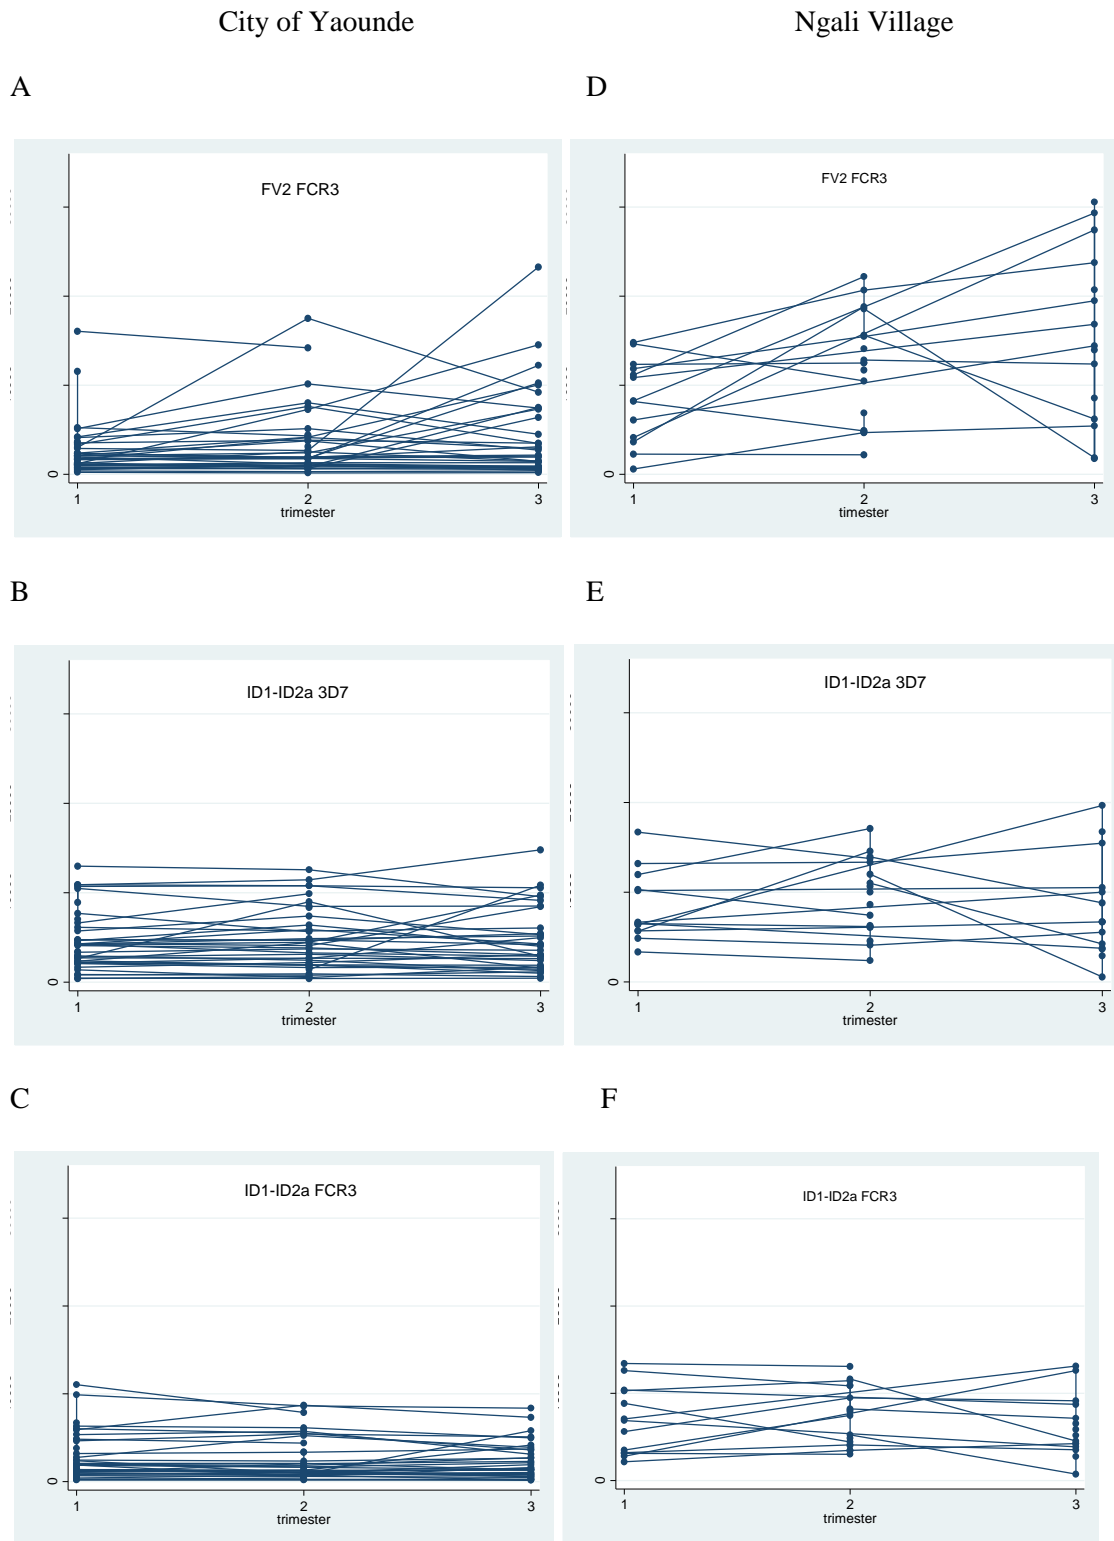 City of Yaounde
Ngali Village
A
D
FV2 FCR3
0
1 2 3
trimester
FV2 FCR3
0
1 2 3
timester
B
E
ID1-ID2a 3D7
0
1 2 3
trimester
ID1-ID2a 3D7
0
1 2 3
trimester
C
F
ID1-ID2a FCR3
0
1 2 3
trimester
ID1-ID2a FCR3
0
1 2 3
trimester